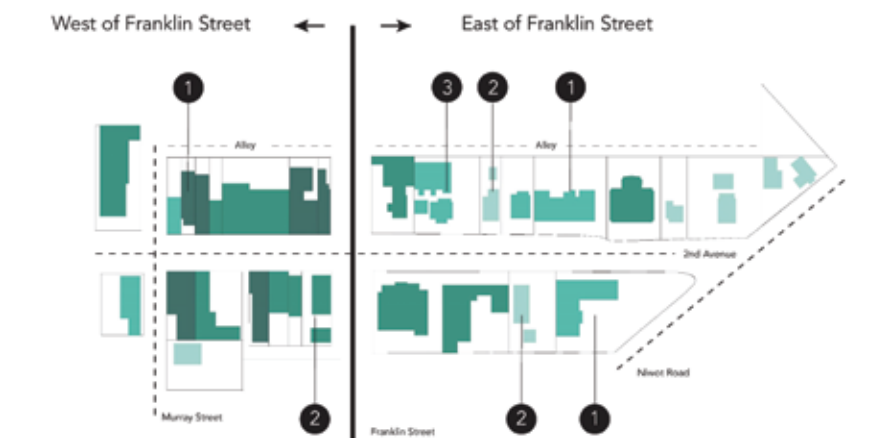 West of Franklin Street
East of Franklin Street
1
3
2
1
Alley
Alley
2nd Avenue
Niwot Road
Murray Street
2
Franklin Street
2
1